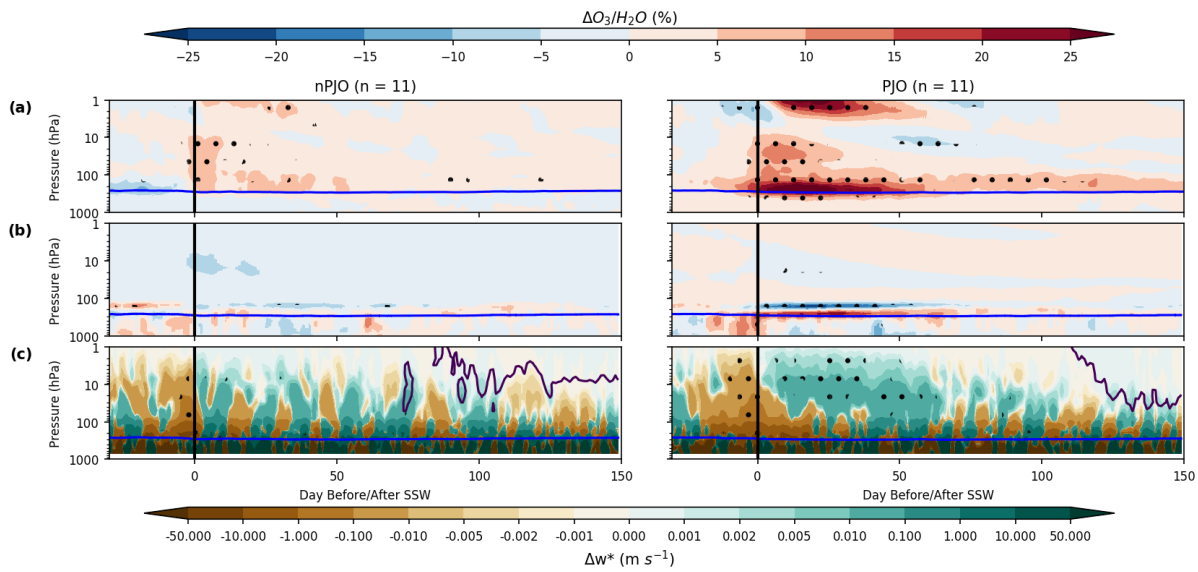 ΔO₃/H₂O (%)
−25 −20 −15 −10 −5 0 5 10 15 20 25
nPJO (n = 11) PJO (n = 11)
(a)
Pressure (hPa)
1
10
100
1000
(b)
Pressure (hPa)
1
10
100
1000
(c)
Pressure (hPa)
1
10
100
1000
0 50 100 150 0 50 100 150
Day Before/After SSW Day Before/After SSW
-50.000 -10.000 -1.000 -0.100 -0.010 -0.005 -0.002 -0.001 0.000 0.001 0.002 0.005 0.010 0.100 1.000 10.000 50.000
Δw* (m s⁻¹)